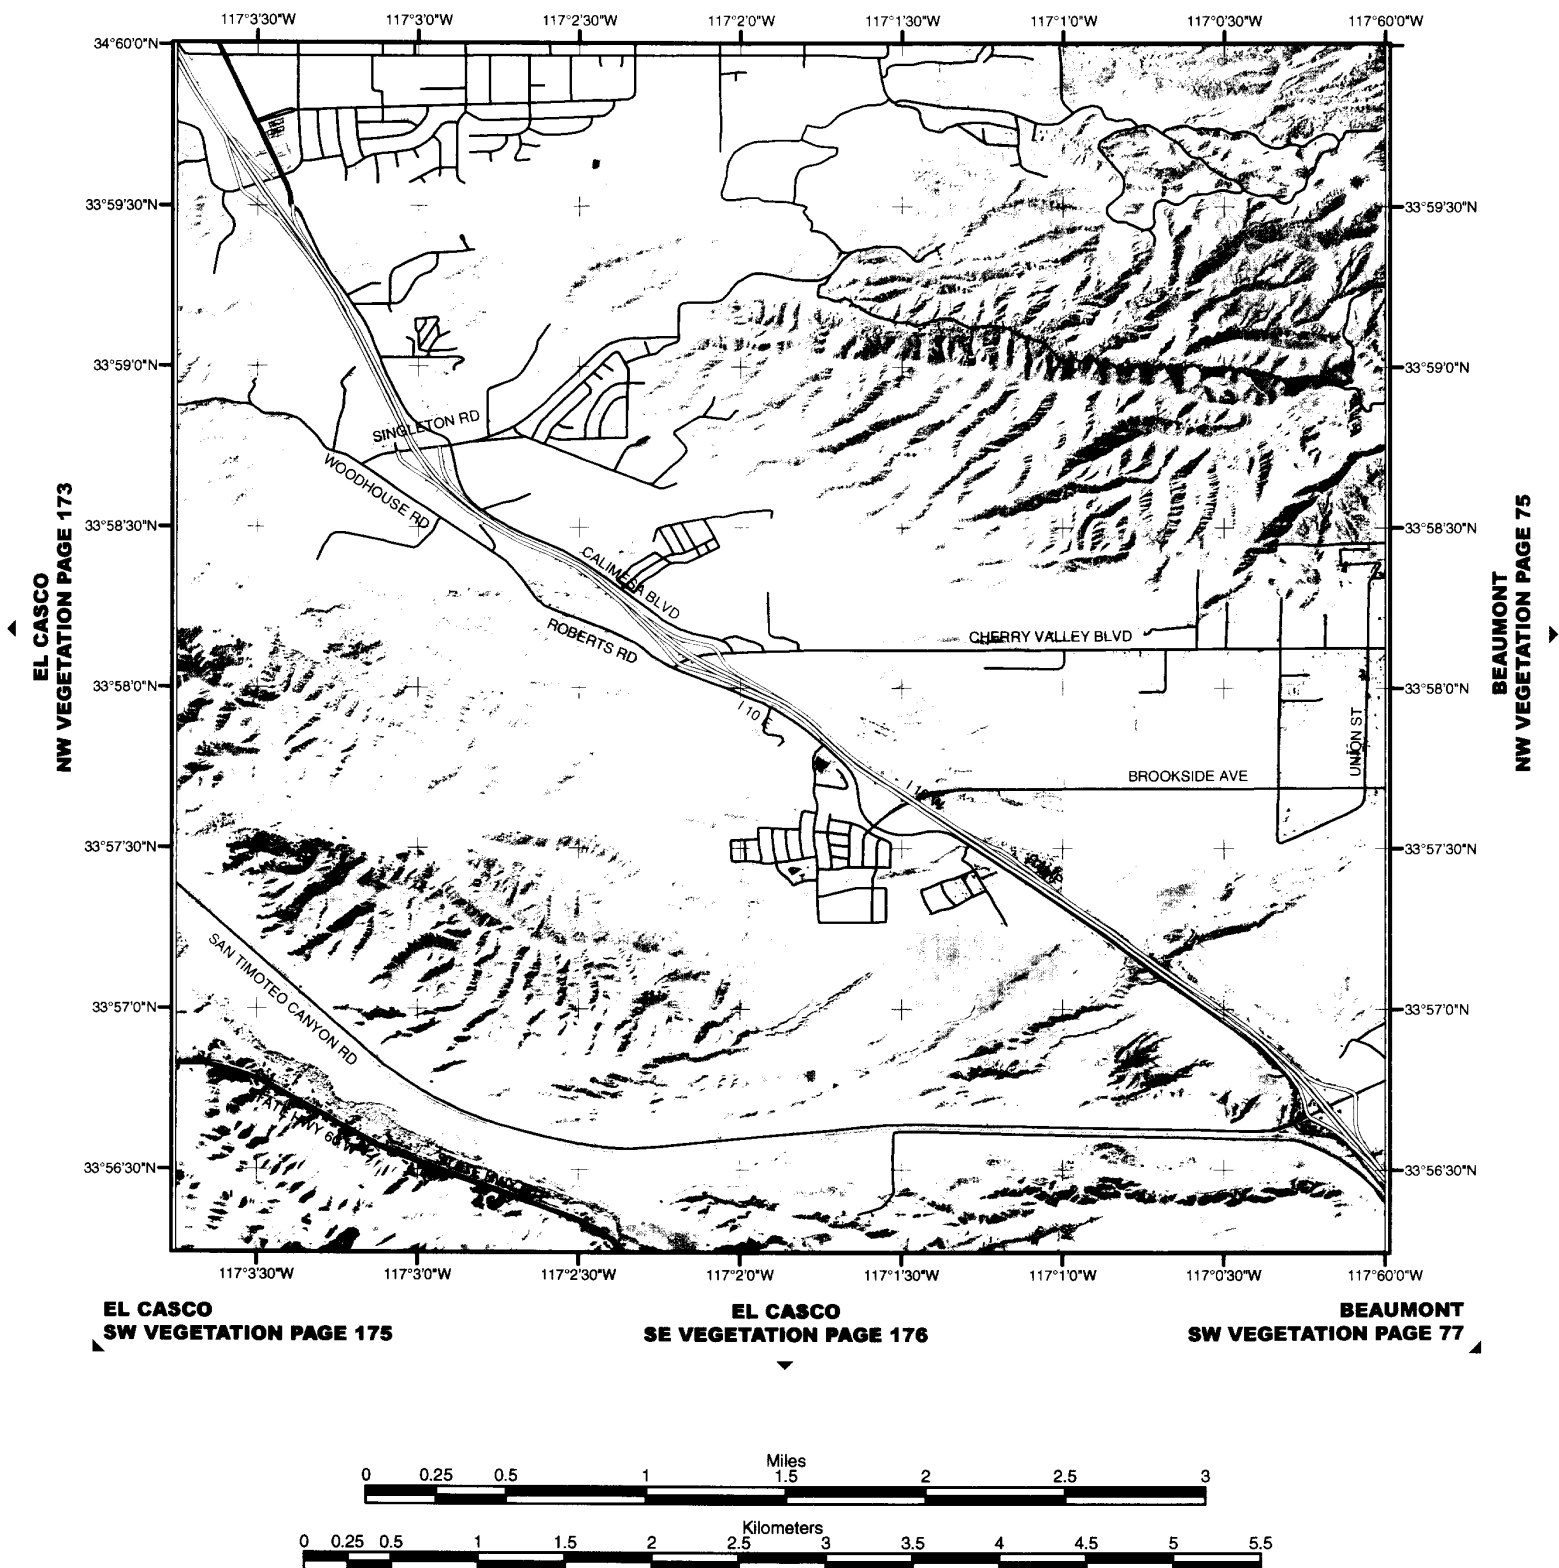 117°3'30"W 117°3'0"W 117°2'30"W 117°2'0"W 117°1'30"W 117°1'0"W 117°0'30"W 117°60'0"W
34°60'0"N
33°59'30"N 33°59'30"N
33°59'0"N 33°59'0"N
SINGLETON RD
WOODHOUSE RD
33°58'30"N 33°58'30"N
EL CASCO
NW VEGETATION PAGE 173
BEAUMONT
NW VEGETATION PAGE 75
CALIMESA BLVD
ROBERTS RD
CHERRY VALLEY BLVD
33°58'0"N 33°58'0"N
I 10 E
UNION ST
BROOKSIDE AVE
I 10 W
33°57'30"N 33°57'30"N
RAMP
SAN TIMOTEO CANYON RD
33°57'0"N 33°57'0"N
STATE HWY 60
STATE HWY 60
33°56'30"N 33°56'30"N
117°3'30"W 117°3'0"W 117°2'30"W 117°2'0"W 117°1'30"W 117°1'0"W 117°0'30"W 117°60'0"W
EL CASCO
SW VEGETATION PAGE 175
EL CASCO
SE VEGETATION PAGE 176
BEAUMONT
SW VEGETATION PAGE 77
Miles
0 0.25 0.5 1 1.5 2 2.5 3
Kilometers
0 0.25 0.5 1 1.5 2 2.5 3 3.5 4 4.5 5 5.5